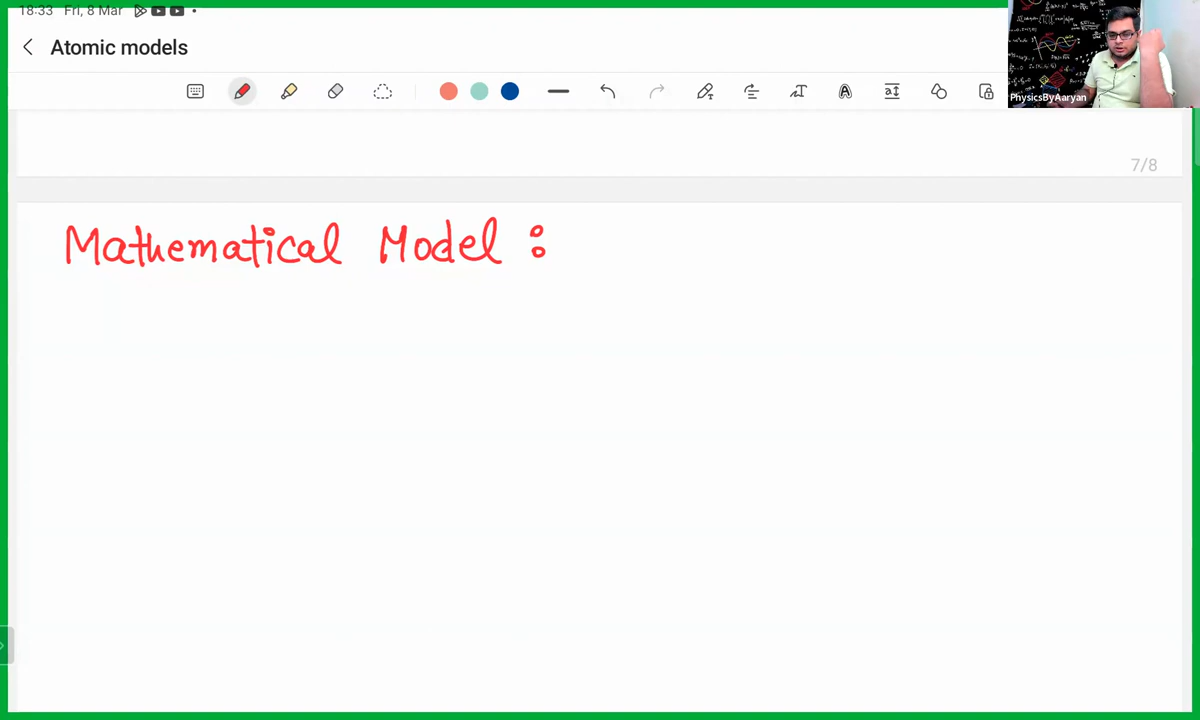 18:33 Fri, 8 Mar
Atomic models
PhysicsByAaryan
7/8
Mathematical Model :